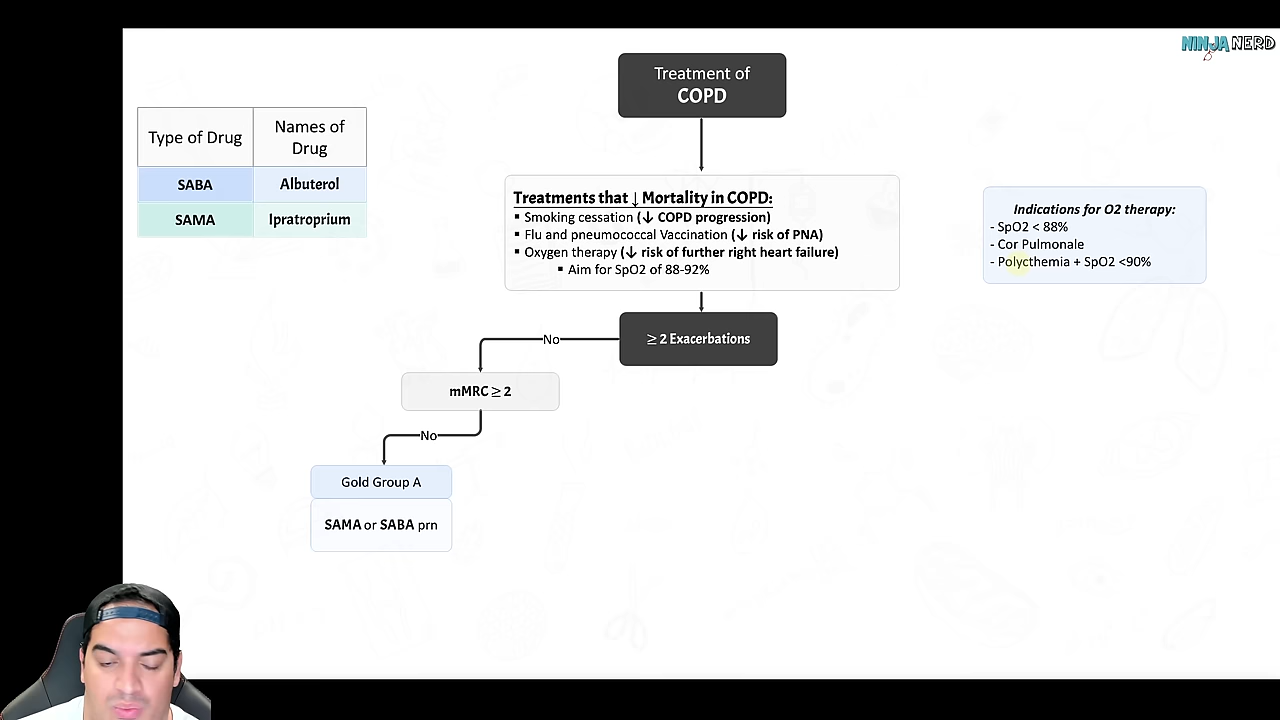 NINJA NERD
Treatment of
COPD
Type of Drug
Names of
Drug
SABA
Albuterol
SAMA
Ipratroprium
Treatments that ↓ Mortality in COPD:
▪ Smoking cessation (↓ COPD progression)
▪ Flu and pneumococcal Vaccination (↓ risk of PNA)
▪ Oxygen therapy (↓ risk of further right heart failure)
▪ Aim for SpO2 of 88-92%
Indications for O2 therapy:
- SpO2 < 88%
- Cor Pulmonale
- Polycthemia + SpO2 <90%
≥ 2 Exacerbations
No
mMRC ≥ 2
No
Gold Group A
SAMA or SABA prn